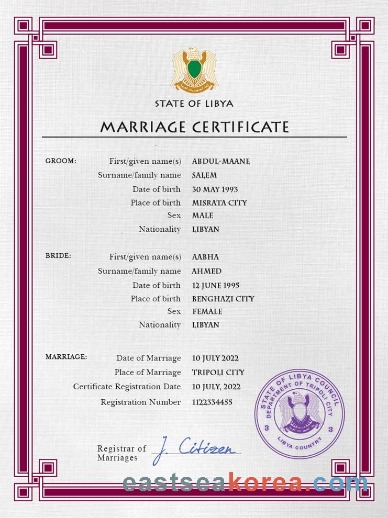 STATE OF LIBYA
MARRIAGE CERTIFICATE
GROOM: First/given name(s) ABDUL-MAANE
Surname/family name SALEM
Date of birth 30 MAY 1993
Place of birth MISRATA CITY
Sex MALE
Nationality LIBYAN
BRIDE: First/given name(s) AABHA
Surname/family name AHMED
Date of birth 12 JUNE 1995
Place of birth BENGHAZI CITY
Sex FEMALE
Nationality LIBYAN
MARRIAGE: Date of Marriage 10 JULY 2022
Place of Marriage TRIPOLI CITY
Certificate Registration Date 10 JULY, 2022
Registration Number 1122334455
STATE OF LIBYA COUNCIL
DEPARTMENT OF TRIPOLI CITY
LIBYA COUNTRY
Registrar of
Marriages
J. Citizen
eastseakorea.com